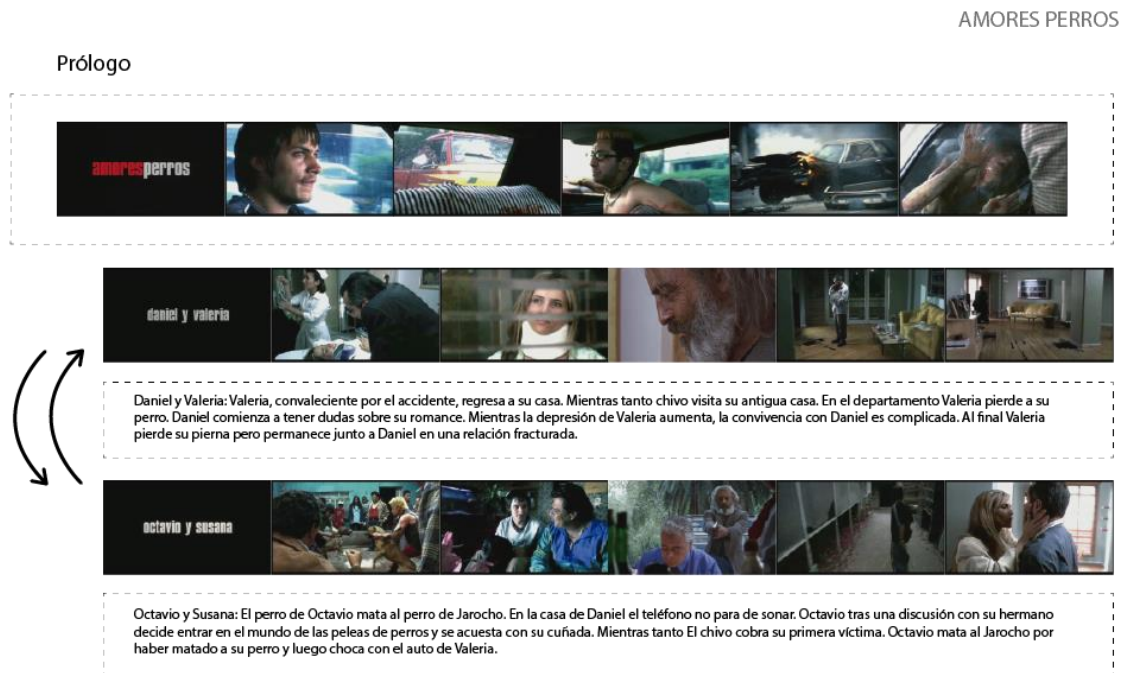 AMORES PERROS
Prólogo
amoresperros
daniel y valeria
Daniel y Valeria: Valeria, convaleciente por el accidente, regresa a su casa. Mientras tanto chivo visita su antigua casa. En el departamento Valeria pierde a su
perro. Daniel comienza a tener dudas sobre su romance. Mientras la depresión de Valeria aumenta, la convivencia con Daniel es complicada. Al final Valeria
pierde su pierna pero permanece junto a Daniel en una relación fracturada.
octavio y susana
Octavio y Susana: El perro de Octavio mata al perro de Jarocho. En la casa de Daniel el teléfono no para de sonar. Octavio tras una discusión con su hermano
decide entrar en el mundo de las peleas de perros y se acuesta con su cuñada. Mientras tanto El chivo cobra su primera víctima. Octavio mata al Jarocho por
haber matado a su perro y luego choca con el auto de Valeria.